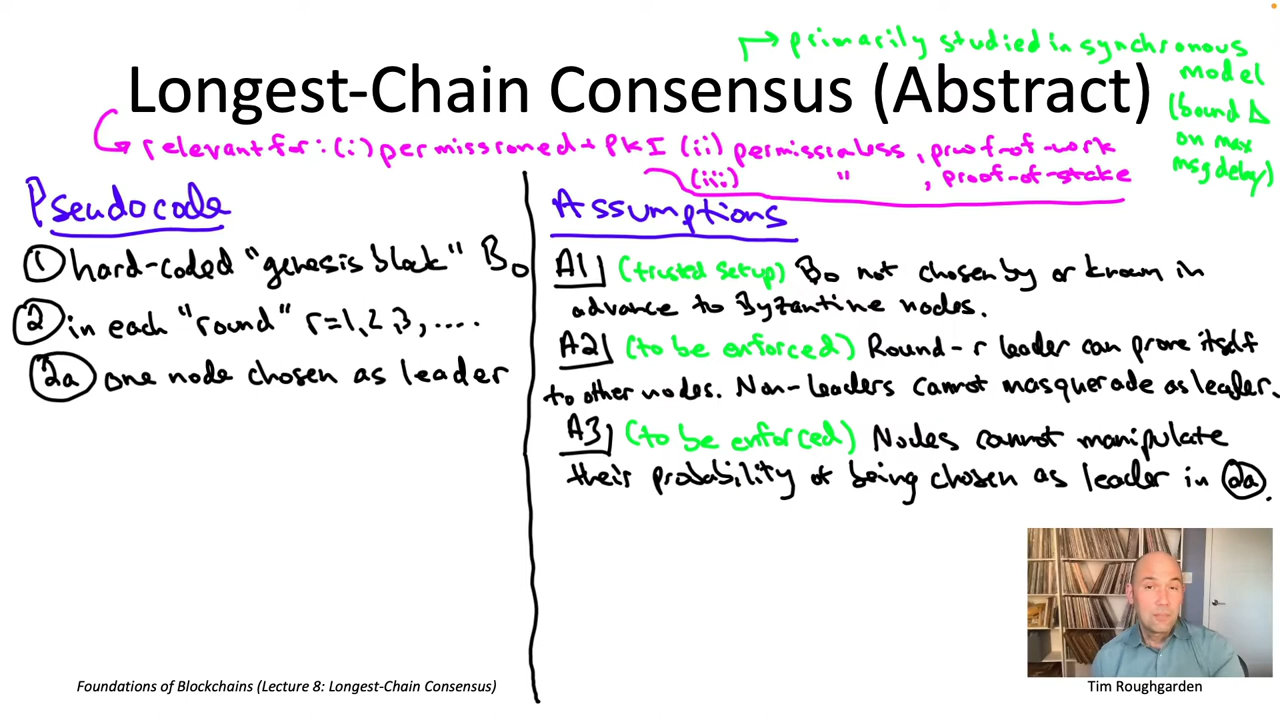 primarily studied in synchronous
model
(bound Δ
on max
msg delay)
Longest-Chain Consensus (Abstract)
relevant for: (i) permissioned + PKI (ii) permissionless, proof-of-work
(iii) " , proof-of-stake
Pseudocode
① hard-coded "genesis block" B₀
② in each "round" r=1,2,3,....
②a one node chosen as leader
Assumptions
A1 (trusted setup) B₀ not chosen by or known in
advance to Byzantine nodes.
A2 (to be enforced) Round-r leader can prove itself
to other nodes. Non-leaders cannot masquerade as leader.
A3 (to be enforced) Nodes cannot manipulate
their probability of being chosen as leader in ②a.
Foundations of Blockchains (Lecture 8: Longest-Chain Consensus)
Tim Roughgarden